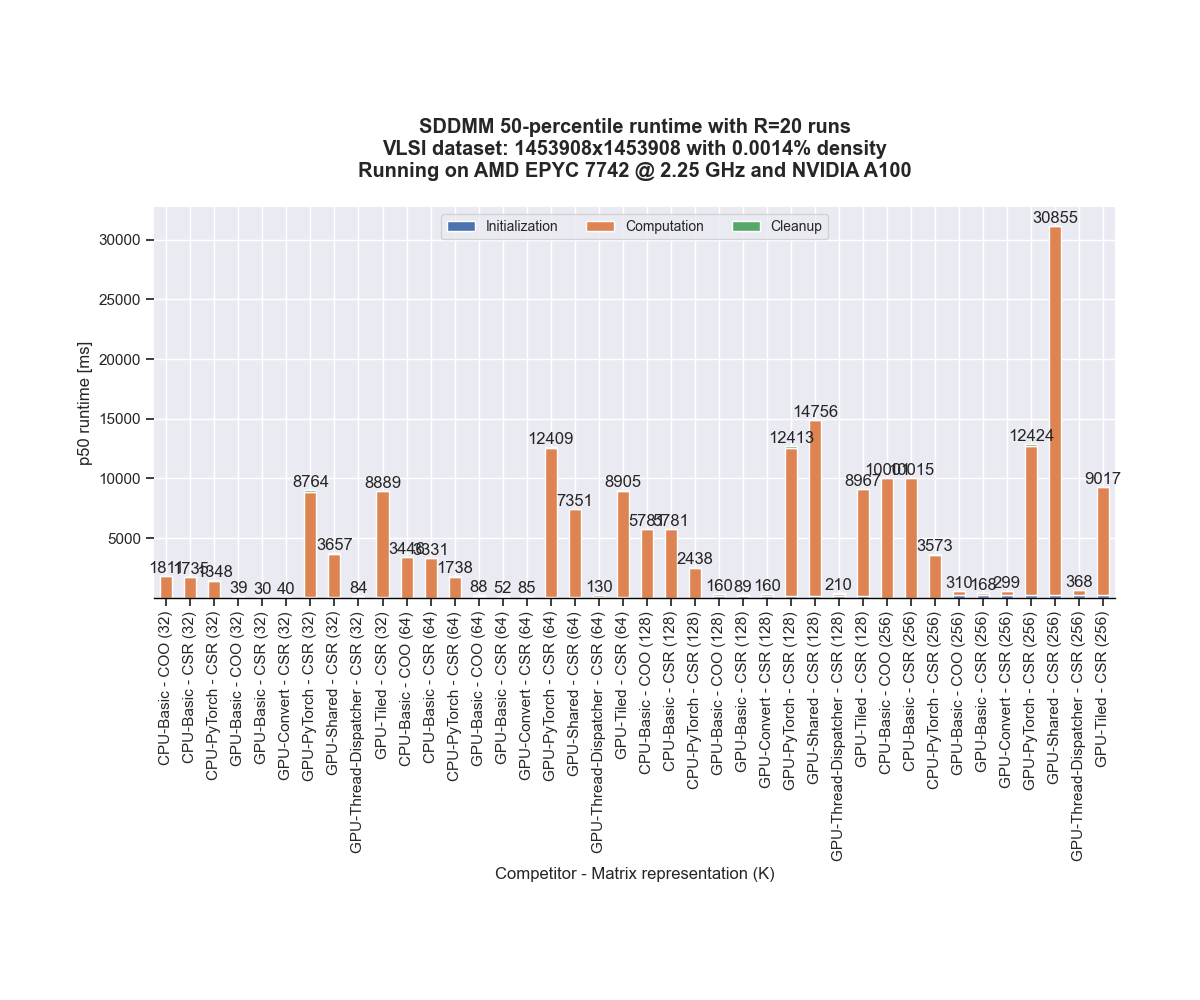 SDDMM 50-percentile runtime with R=20 runs
VLSI dataset: 1453908x1453908 with 0.0014% density
Running on AMD EPYC 7742 @ 2.25 GHz and NVIDIA A100
Initialization
Computation
Cleanup
p50 runtime [ms]
30000
25000
20000
15000
10000
5000
1811
1735
1348
39
30
40
8764
3657
84
8889
3331
1738
88
52
85
12409
7351
130
8905
5781
2438
160
89
160
12413
14756
210
8967
10015
3573
310
168
299
12424
30855
368
9017
CPU-Basic - COO (32)
CPU-Basic - CSR (32)
CPU-PyTorch - CSR (32)
GPU-Basic - COO (32)
GPU-Basic - CSR (32)
GPU-Convert - CSR (32)
GPU-PyTorch - CSR (32)
GPU-Shared - CSR (32)
GPU-Thread-Dispatcher - CSR (32)
GPU-Tiled - CSR (32)
CPU-Basic - COO (64)
CPU-Basic - CSR (64)
CPU-PyTorch - CSR (64)
GPU-Basic - COO (64)
GPU-Basic - CSR (64)
GPU-Convert - CSR (64)
GPU-PyTorch - CSR (64)
GPU-Shared - CSR (64)
GPU-Thread-Dispatcher - CSR (64)
GPU-Tiled - CSR (64)
CPU-Basic - COO (128)
CPU-Basic - CSR (128)
CPU-PyTorch - CSR (128)
GPU-Basic - COO (128)
GPU-Basic - CSR (128)
GPU-Convert - CSR (128)
GPU-PyTorch - CSR (128)
GPU-Shared - CSR (128)
GPU-Thread-Dispatcher - CSR (128)
GPU-Tiled - CSR (128)
CPU-Basic - COO (256)
CPU-Basic - CSR (256)
CPU-PyTorch - CSR (256)
GPU-Basic - COO (256)
GPU-Basic - CSR (256)
GPU-Convert - CSR (256)
GPU-PyTorch - CSR (256)
GPU-Shared - CSR (256)
GPU-Thread-Dispatcher - CSR (256)
GPU-Tiled - CSR (256)
Competitor - Matrix representation (K)